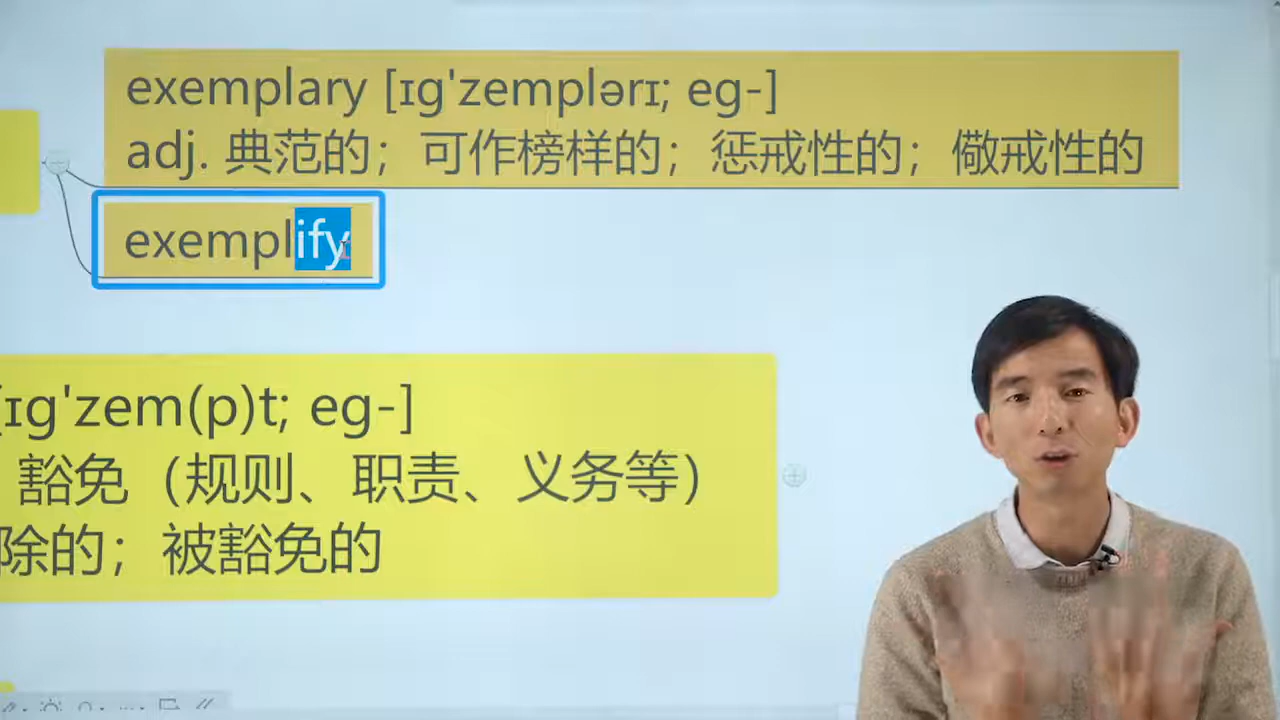 exemplary [ɪɡ'zemplərɪ; eg-]
adj. 典范的；可作榜样的；惩戒性的；儆戒性的
exemplify
[ɪɡ'zem(p)t; eg-]
豁免（规则、职责、义务等）
除的；被豁免的